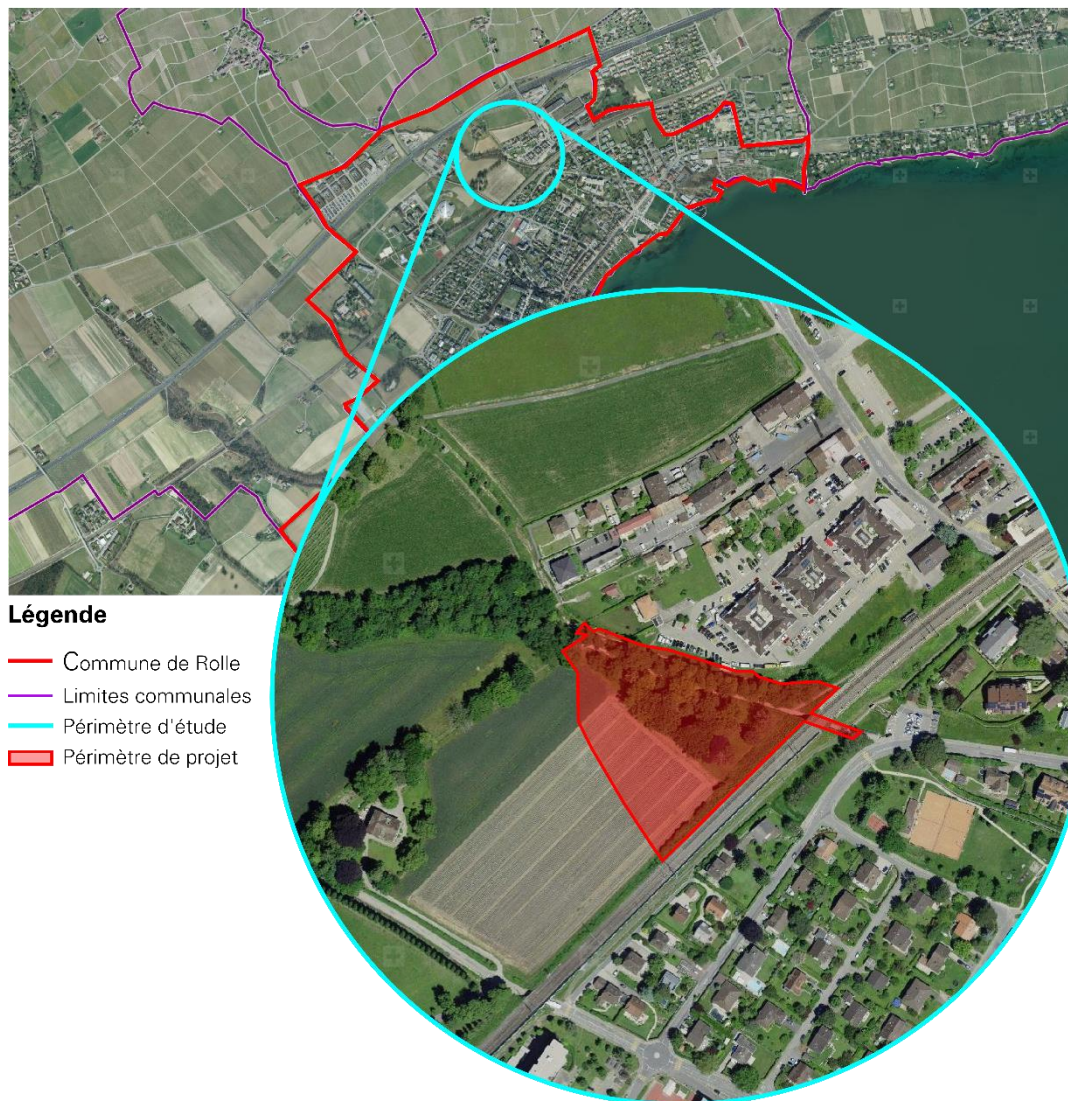 Légende
Commune de Rolle
Limites communales
Périmètre d'étude
Périmètre de projet